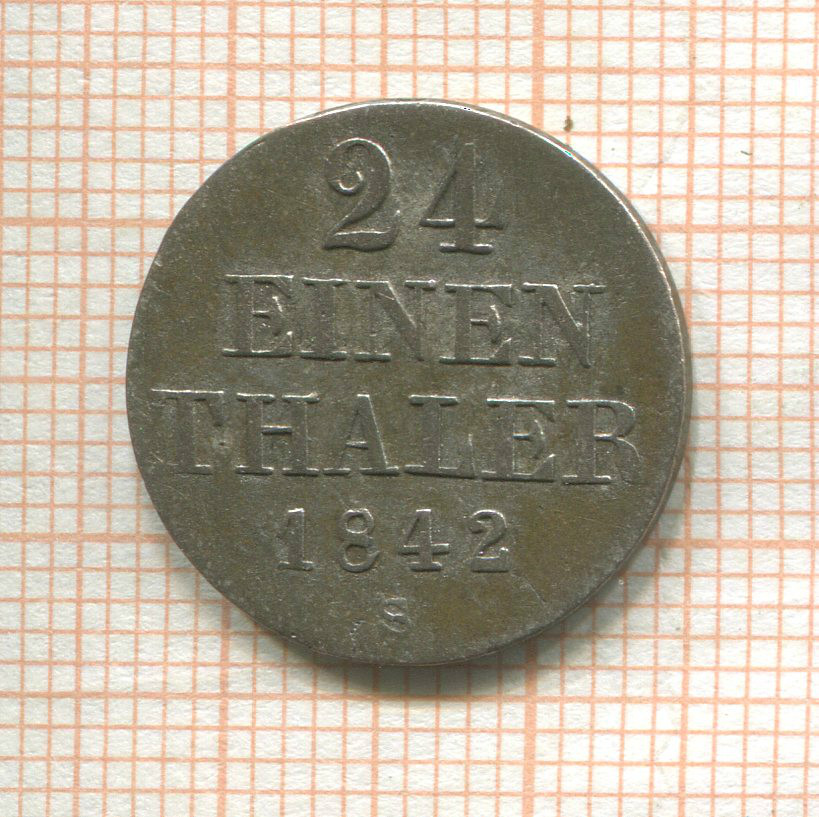 24
EINEN
THALER
1842
S